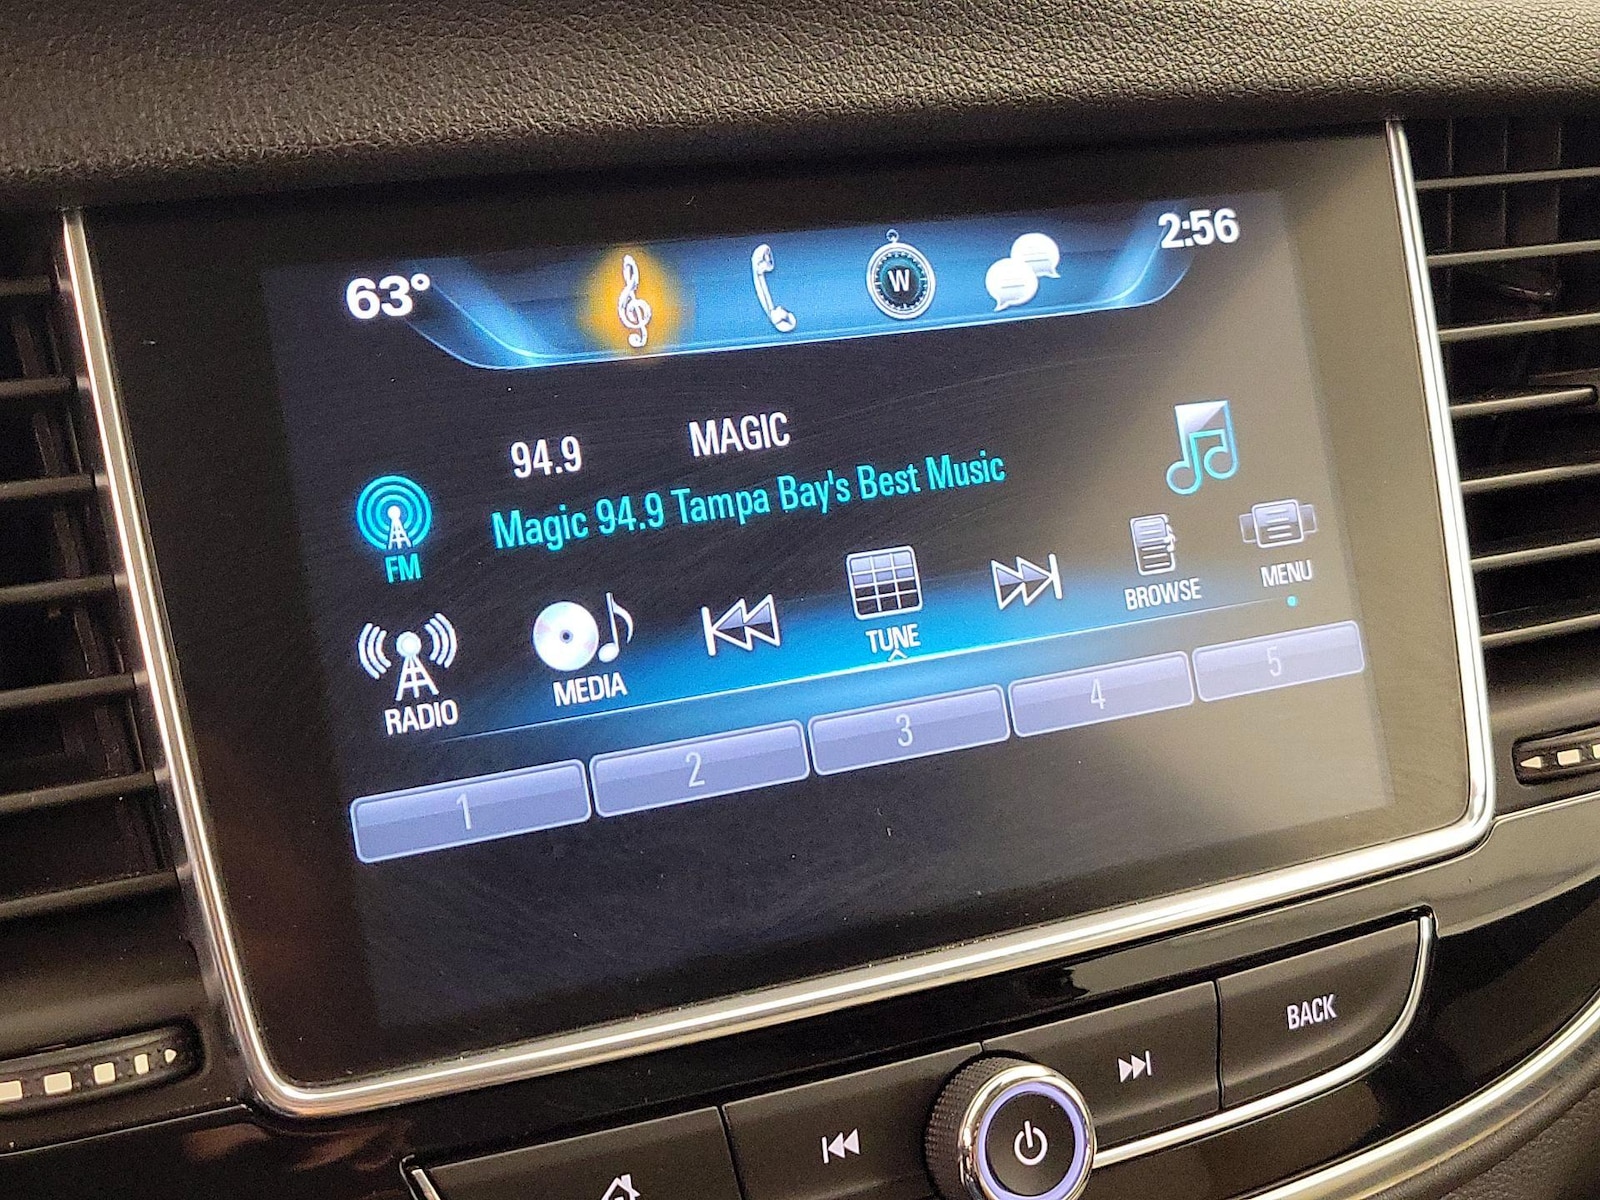 63°
W
2:56
94.9 MAGIC
Magic 94.9 Tampa Bay's Best Music
FM
RADIO
MEDIA
TUNE
BROWSE
MENU
1 2 3 4 5
BACK